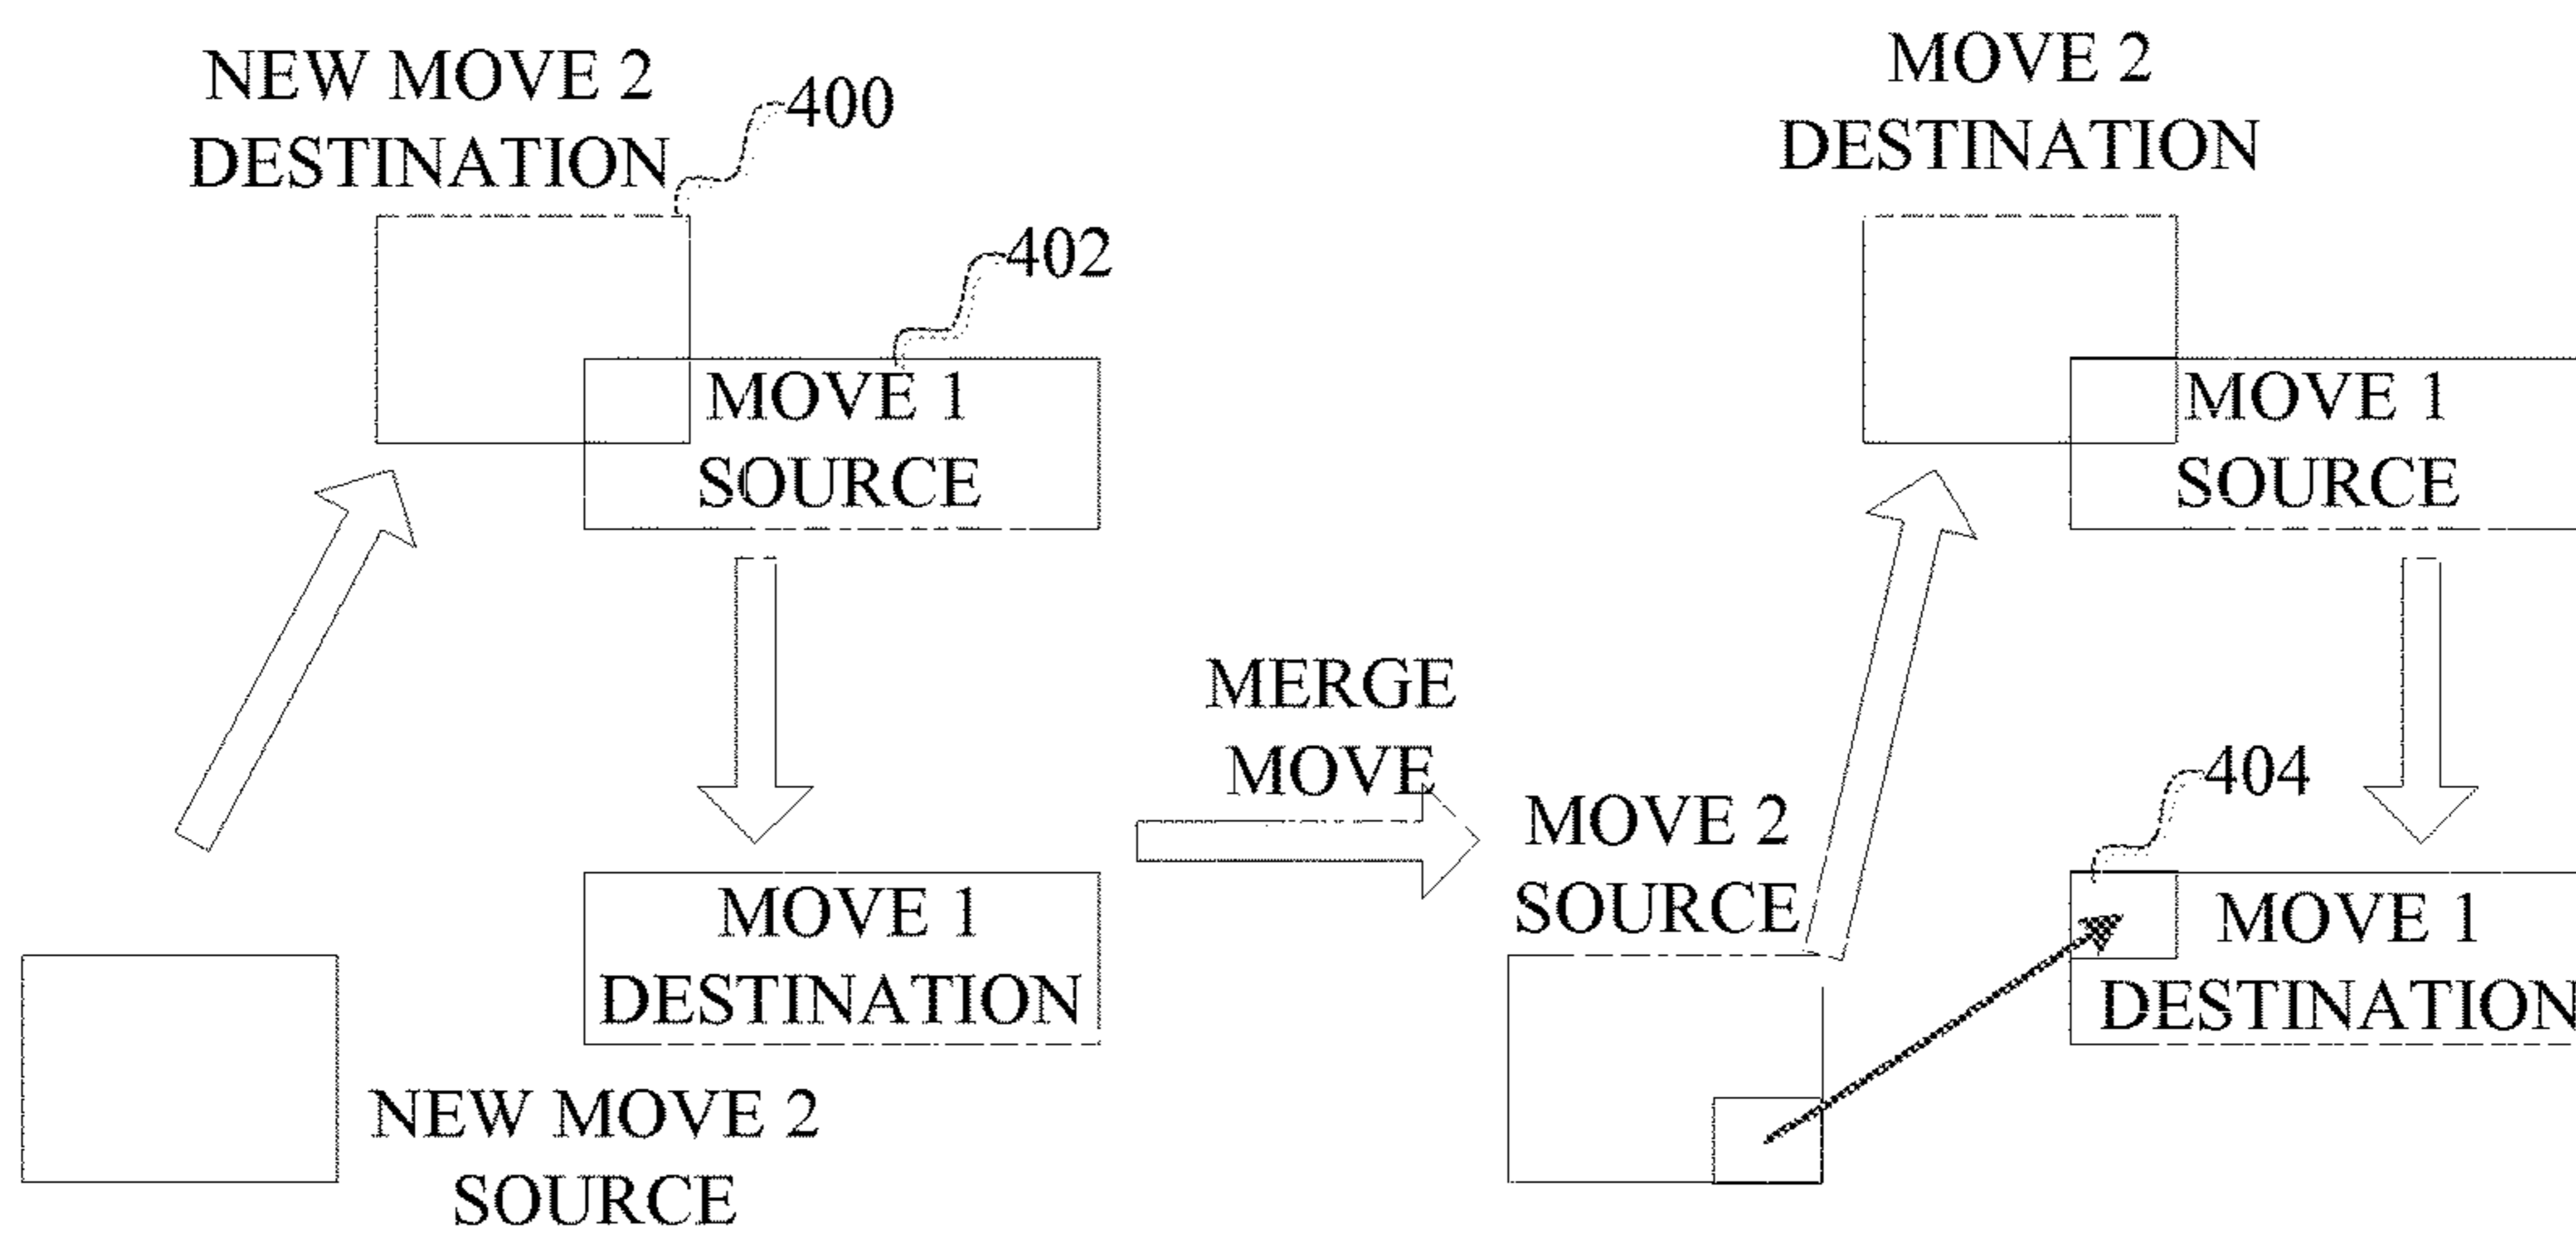 NEW MOVE 2
DESTINATION
400
402
MOVE 1
SOURCE
MOVE 1
DESTINATION
NEW MOVE 2
SOURCE
MERGE
MOVE
MOVE 2
DESTINATION
MOVE 1
SOURCE
MOVE 2
SOURCE
404
MOVE 1
DESTINATION